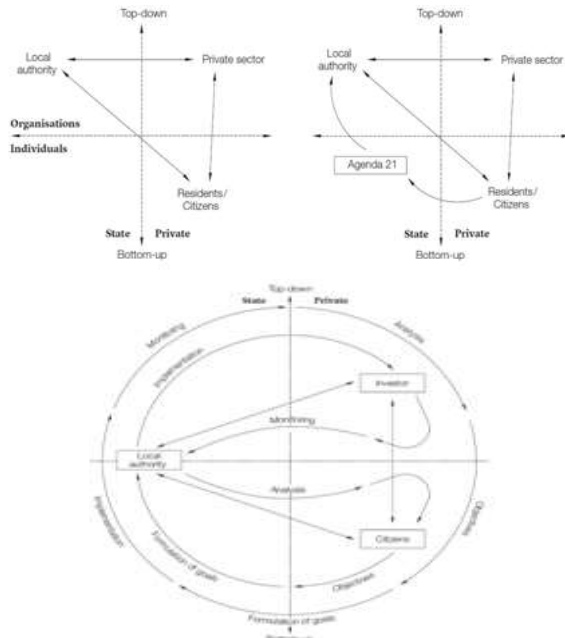 Top-down
Local
authority
Private sector
Organisations
Individuals
Residents/
Citizens
State Private
Bottom-up
Top-down
Local
authority
Private sector
Agenda 21
Residents/
Citizens
State Private
Bottom-up
Top-down
State Private
Monitoring
Analysis
Implementation
Investor
Monitoring
Local
authority
Analysis
Citizens
Implementation
Objectives
Formulation of goals
Objectives
Formulation of goals